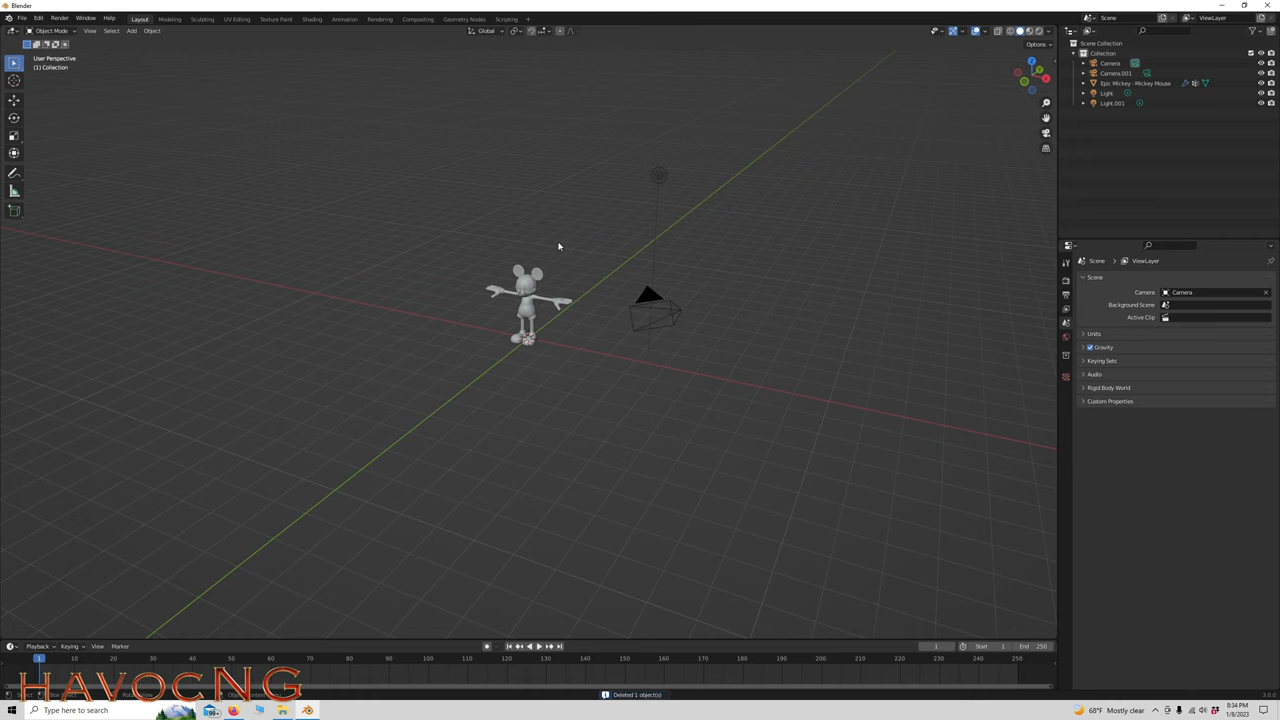 Blender
File Edit Render Window Help Layout Modeling Sculpting UV Editing Texture Paint Shading Animation Rendering Compositing Geometry Nodes Scripting + Scene ViewLayer
Object Mode View Select Add Object Global
Options
User Perspective
(1) Collection
Scene Collection
Collection
Camera
Camera.001
Epic Mickey - Mickey Mouse
Light
Light.001
Scene > ViewLayer
Scene
Camera Camera
Background Scene
Active Clip
Units
Gravity
Keying Sets
Audio
Rigid Body World
Custom Properties
Playback Keying View Marker 1 Start 1 End 250
1 10 20 30 40 50 60 70 80 90 100 110 120 130 140 150 160 170 180 190 200 210 220 230 240 250
HAVOCNG
Deleted 1 object(s) 3.0.0
Type here to search 99+ 68°F Mostly clear 8:34 PM
1/8/2023